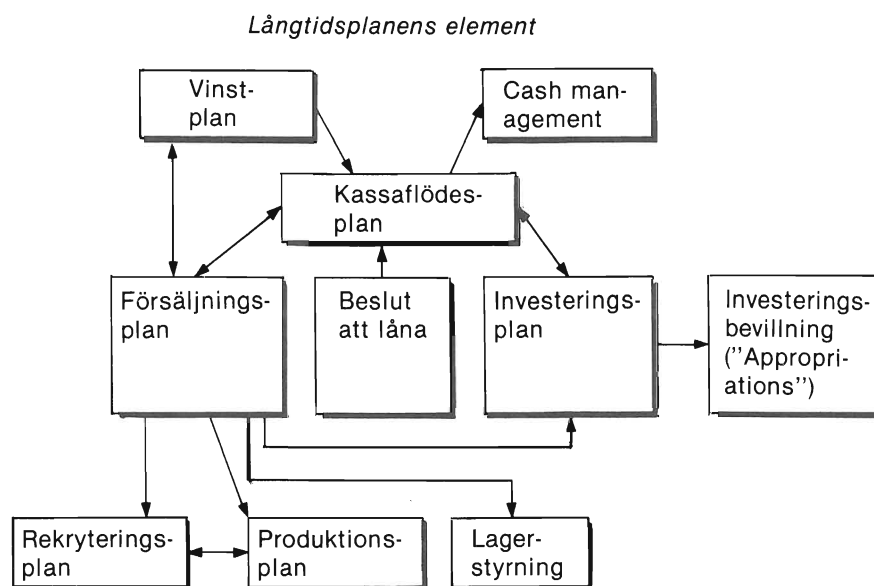 Långtidsplanens element
Vinst-
plan
Cash man-
agement
Kassaflödes-
plan
Försäljnings-
plan
Beslut
att låna
Investerings-
plan
Investerings-
bevillning
("Appropri-
ations")
Rekryterings-
plan
Produktions-
plan
Lager-
styrning